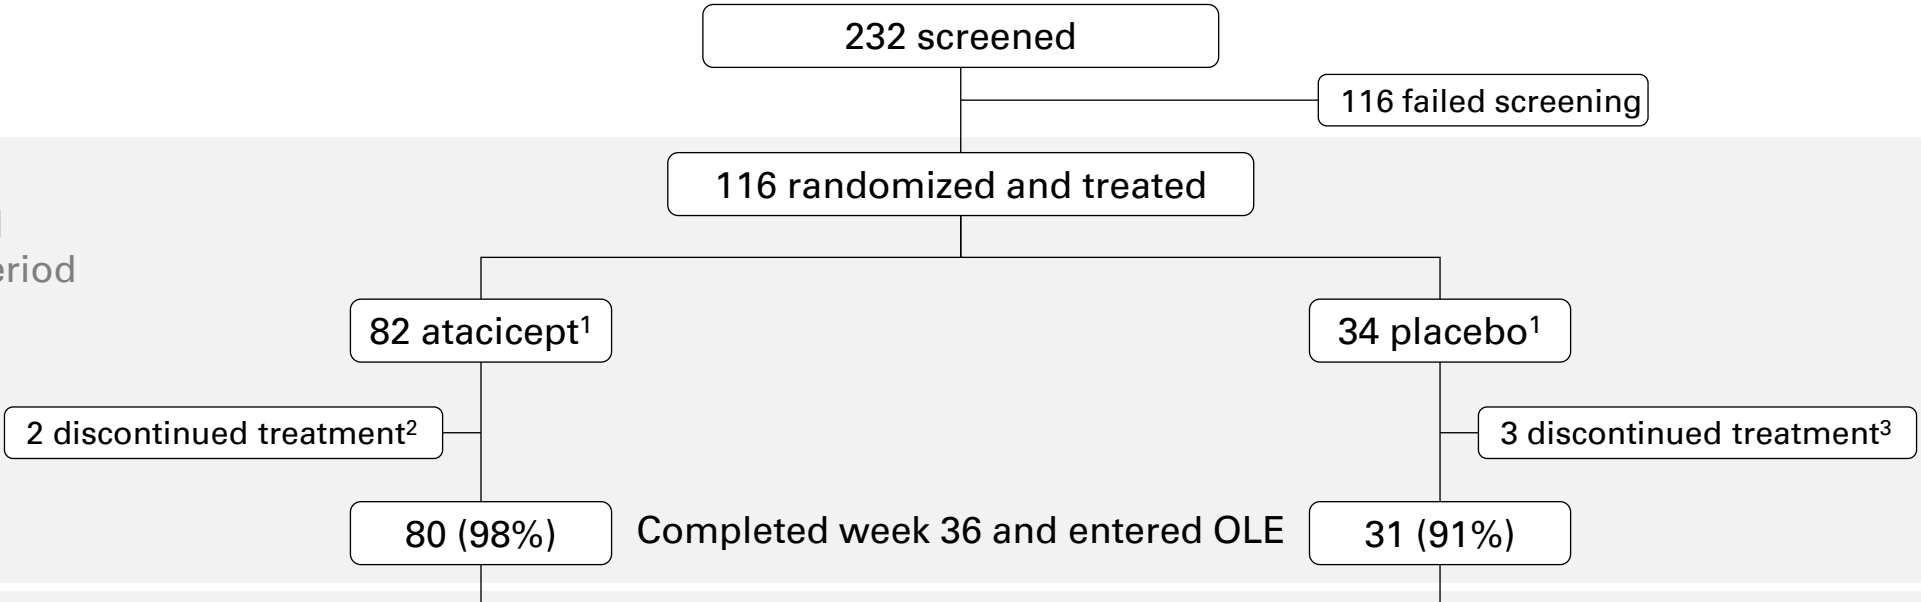 232 screened
116 failed screening
116 randomized and treated
82 atacicept¹
34 placebo¹
2 discontinued treatment²
3 discontinued treatment³
80 (98%)
Completed week 36 and entered OLE
31 (91%)